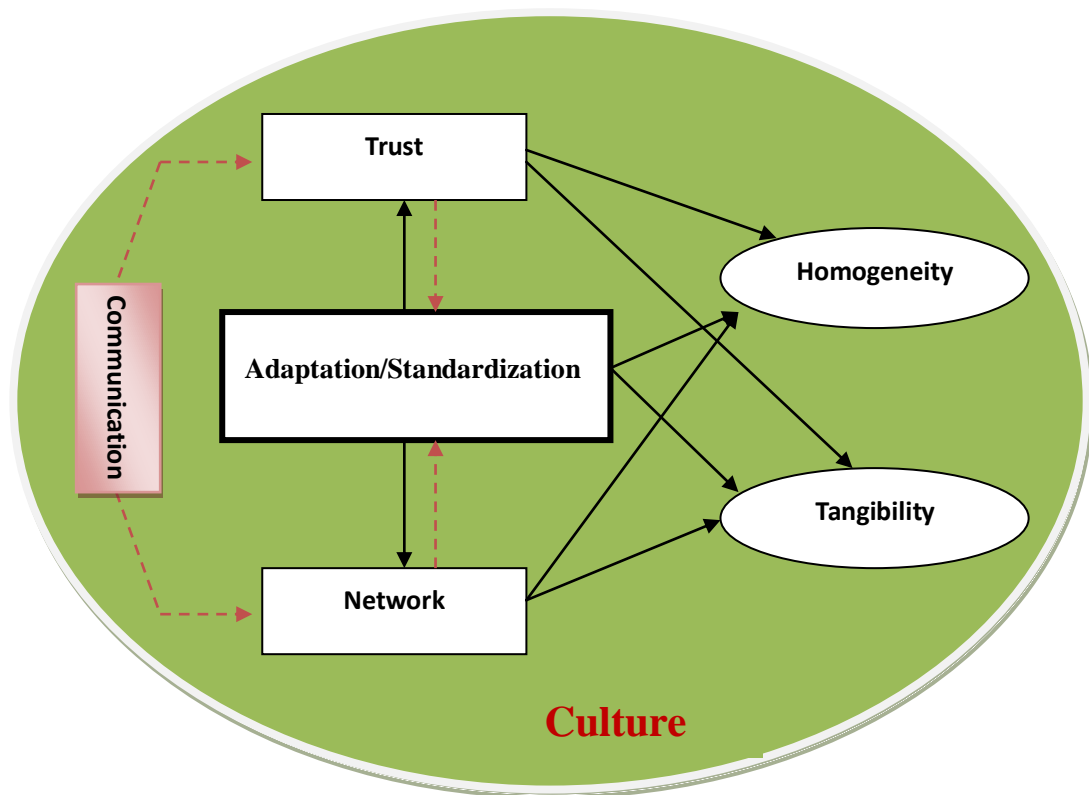 Trust
Homogeneity
Communication
Adaptation/Standardization
Tangibility
Network
Culture